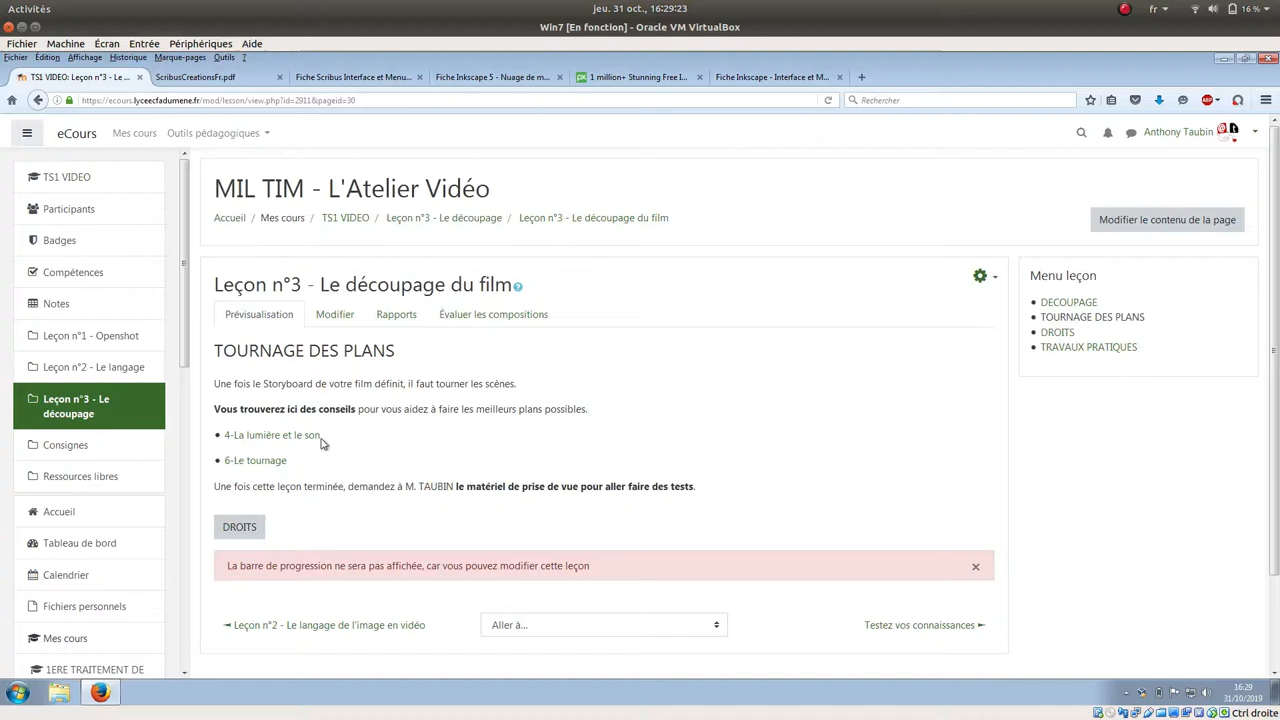 Activités
jeu. 31 oct., 16:29:23
fr
16 %
Win7 [En fonction] - Oracle VM VirtualBox
Fichier Machine Écran Entrée Périphériques Aide
Fichier Édition Affichage Historique Marque-pages Outils ?
TS1 VIDEO: Leçon n°3 - Le ...
ScribusCreationsFr.pdf
Fiche Scribus Interface et Menu...
Fiche Inkscape 5 - Nuage de m...
1 million+ Stunning Free I...
Fiche Inkscape - Interface et M...
https://ecours.lyceecfadumene.fr/mod/lesson/view.php?id=2911&pageid=30
Rechercher
eCours Mes cours Outils pédagogiques
Anthony Taubin
TS1 VIDEO
Participants
Badges
Compétences
Notes
Leçon n°1 - Openshot
Leçon n°2 - Le langage
Leçon n°3 - Le
découpage
Consignes
Ressources libres
Accueil
Tableau de bord
Calendrier
Fichiers personnels
Mes cours
1ERE TRAITEMENT DE
MIL TIM - L'Atelier Vidéo
Accueil / Mes cours / TS1 VIDEO / Leçon n°3 - Le découpage / Leçon n°3 - Le découpage du film
Modifier le contenu de la page
Leçon n°3 - Le découpage du film
Prévisualisation Modifier Rapports Évaluer les compositions
TOURNAGE DES PLANS
Une fois le Storyboard de votre film définit, il faut tourner les scènes.
Vous trouverez ici des conseils pour vous aidez à faire les meilleurs plans possibles.
4-La lumière et le son
6-Le tournage
Une fois cette leçon terminée, demandez à M. TAUBIN le matériel de prise de vue pour aller faire des tests.
DROITS
La barre de progression ne sera pas affichée, car vous pouvez modifier cette leçon
×
◄ Leçon n°2 - Le langage de l'image en vidéo
Aller à...
Testez vos connaissances ►
Menu leçon
DECOUPAGE
TOURNAGE DES PLANS
DROITS
TRAVAUX PRATIQUES
16:29
31/10/2019
Ctrl droite